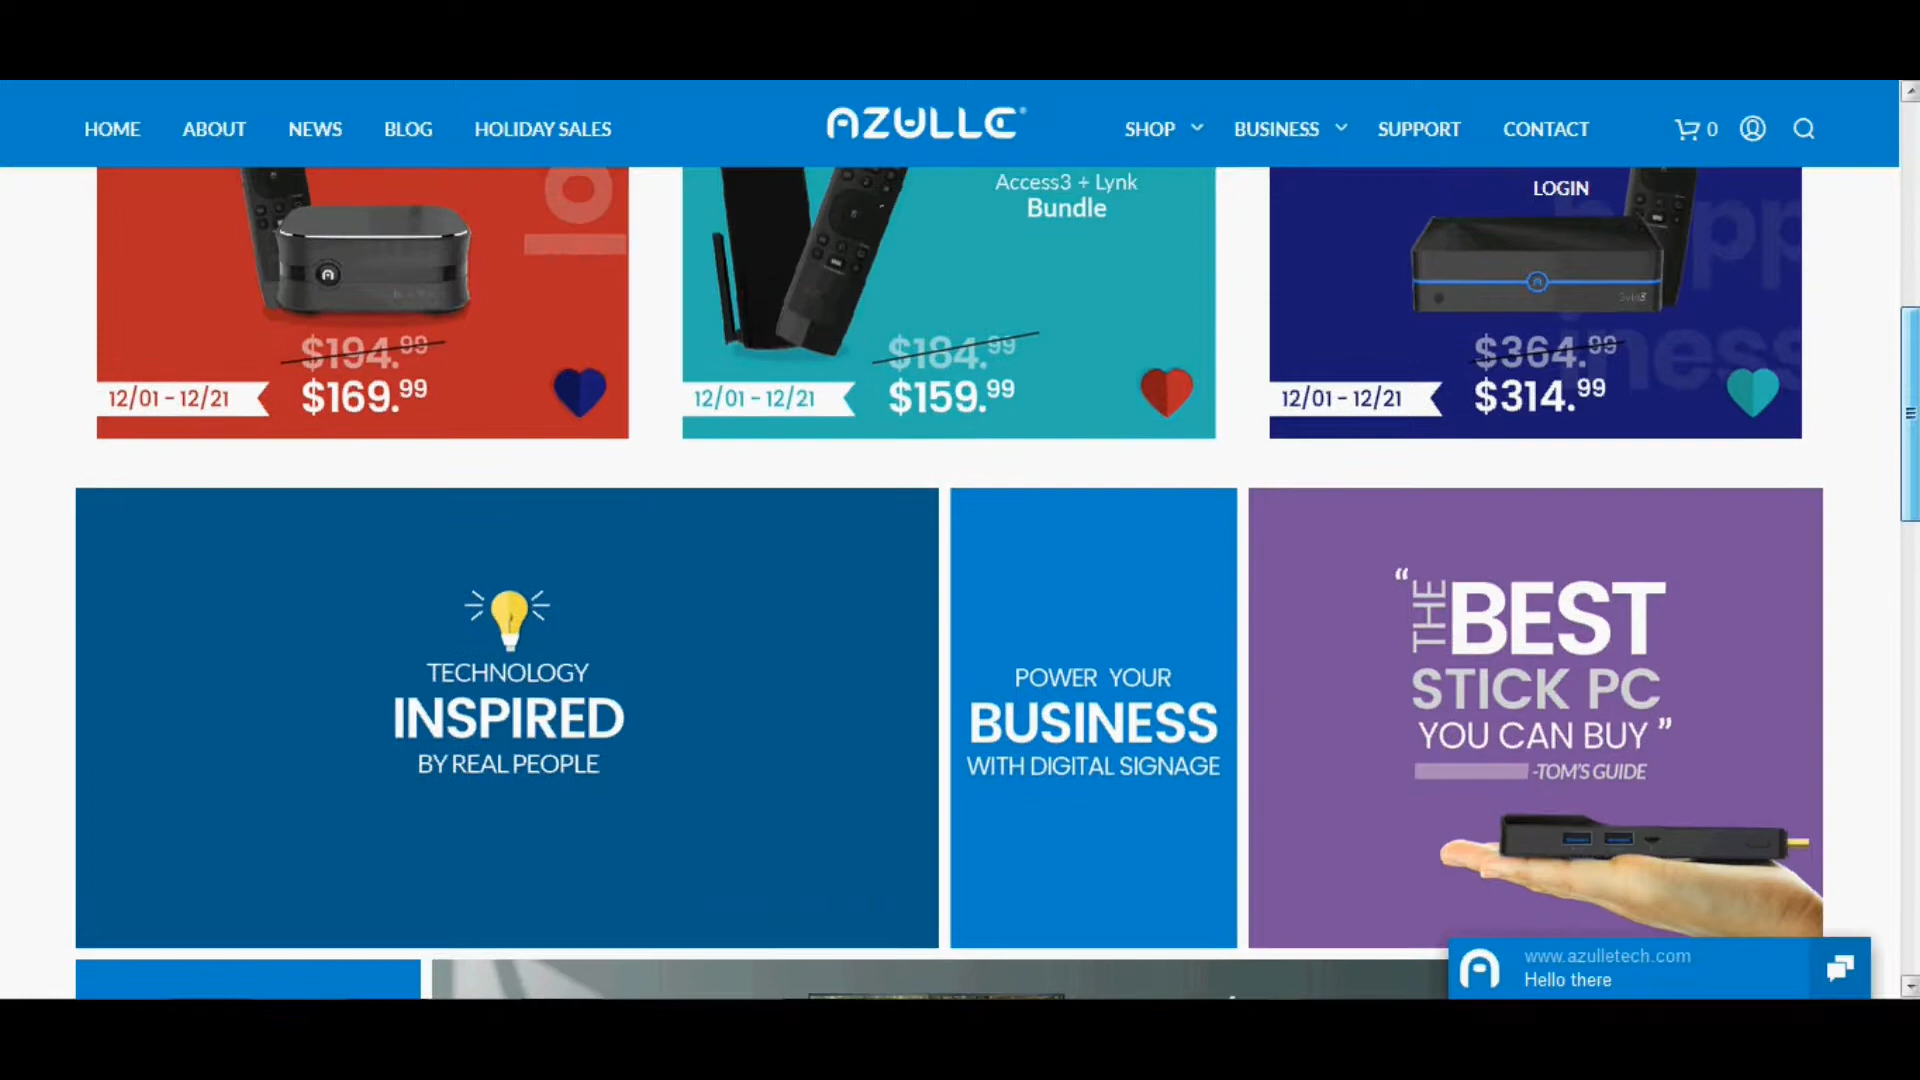 HOME ABOUT NEWS BLOG HOLIDAY SALES AZULLE SHOP BUSINESS SUPPORT CONTACT 0
LOGIN
Access3 + Lynk
Bundle
$194.99
12/01 - 12/21 $169.99
$184.99
12/01 - 12/21 $159.99
happ
iness
$364.99
12/01 - 12/21 $314.99
TECHNOLOGY
INSPIRED
BY REAL PEOPLE
POWER YOUR
BUSINESS
WITH DIGITAL SIGNAGE
“THE BEST
STICK PC
YOU CAN BUY”
-TOM'S GUIDE
www.azulletech.com
Hello there